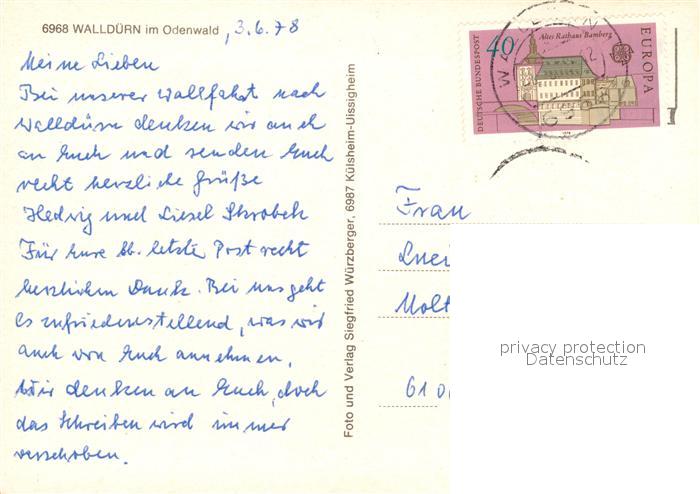 6968 WALLDÜRN im Odenwald , 3.6.78
Meine Lieben
Bei unserer Wallfahrt nach
Walldürn denken wir auch
an Euch und senden Euch
recht herzliche Grüße
Hedwig und Liesel Skrobek
Für Eure lb. letzte Post recht
herzlichen Dank. Bei uns geht
es zufriedenstellend, was wir
auch von Euch annehmen.
Wir denken an Euch, doch
das Schreiben wird immer
verschoben.
Foto und Verlag Siegfried Würzberger, 6987 Külsheim-Uissigheim
DEUTSCHE BUNDESPOST
40
Altes Rathaus Bamberg
EUROPA
Frau
Luci
Molt
610
privacy protection
Datenschutz